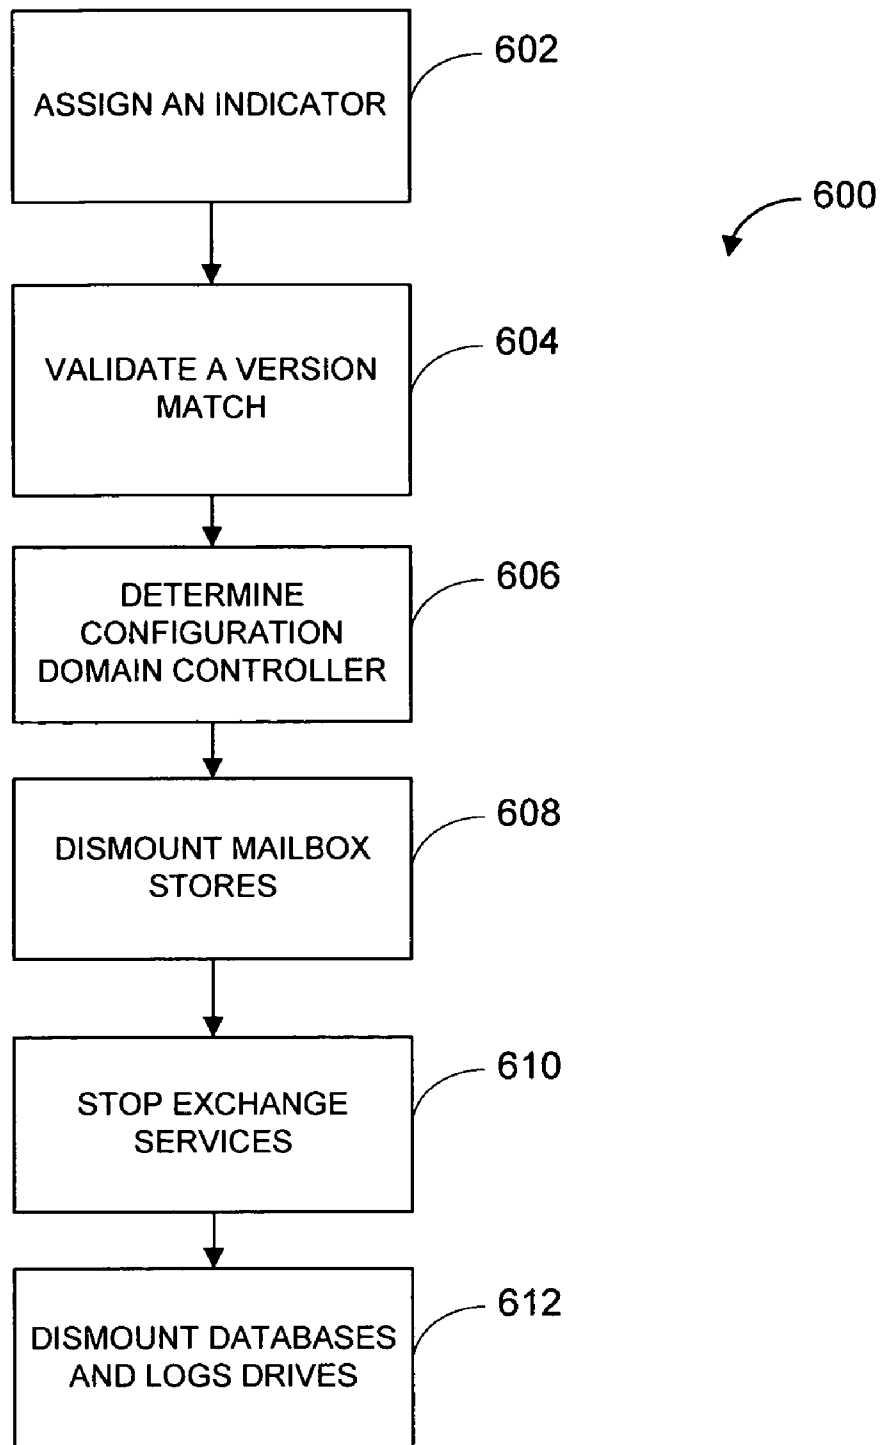 602
ASSIGN AN INDICATOR
600
604
VALIDATE A VERSION
MATCH
606
DETERMINE
CONFIGURATION
DOMAIN CONTROLLER
608
DISMOUNT MAILBOX
STORES
610
STOP EXCHANGE
SERVICES
612
DISMOUNT DATABASES
AND LOGS DRIVES